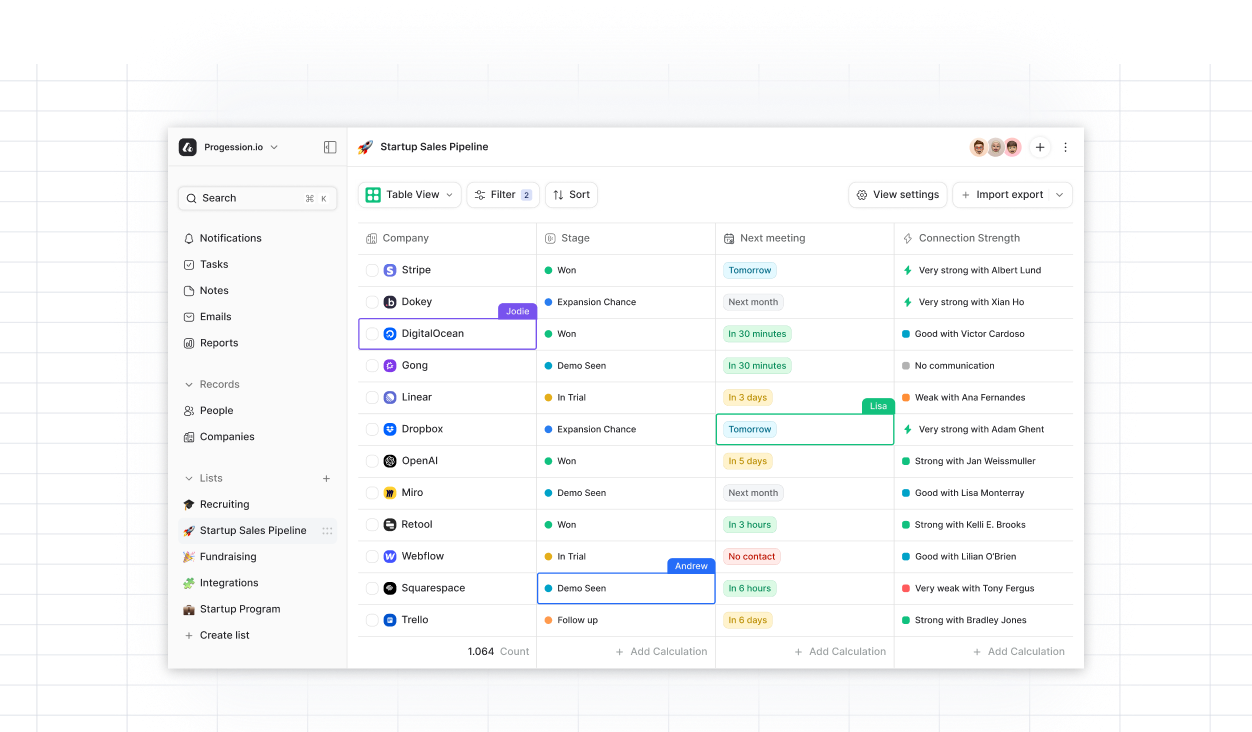 Progession.io
Startup Sales Pipeline
Search ⌘ K
Table View
Filter 2
Sort
View settings
Import export
Notifications
Tasks
Notes
Emails
Reports
Records
People
Companies
Lists
Recruiting
Startup Sales Pipeline
Fundraising
Integrations
Startup Program
Create list
Company Stage Next meeting Connection Strength
Stripe Won Tomorrow Very strong with Albert Lund
Dokey Expansion Chance Next month Very strong with Xian Ho
Jodie
DigitalOcean Won In 30 minutes Good with Victor Cardoso
Gong Demo Seen In 30 minutes No communication
Linear In Trial In 3 days Weak with Ana Fernandes
Lisa
Dropbox Expansion Chance Tomorrow Very strong with Adam Ghent
OpenAI Won In 5 days Strong with Jan Weissmuller
Miro Demo Seen Next month Good with Lisa Monterray
Retool Won In 3 hours Strong with Kelli E. Brooks
Webflow In Trial No contact Good with Lilian O'Brien
Andrew
Squarespace Demo Seen In 6 hours Very weak with Tony Fergus
Trello Follow up In 6 days Strong with Bradley Jones
1.064 Count + Add Calculation + Add Calculation + Add Calculation